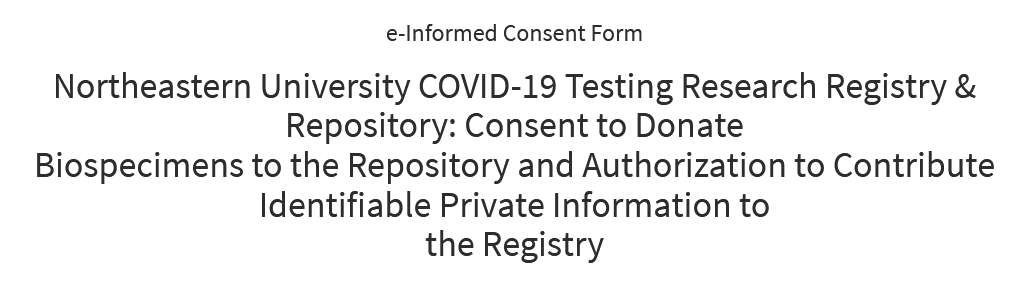 e-Informed Consent Form
Northeastern University COVID-19 Testing Research Registry &
Repository: Consent to Donate
Biospecimens to the Repository and Authorization to Contribute
Identifiable Private Information to
the Registry